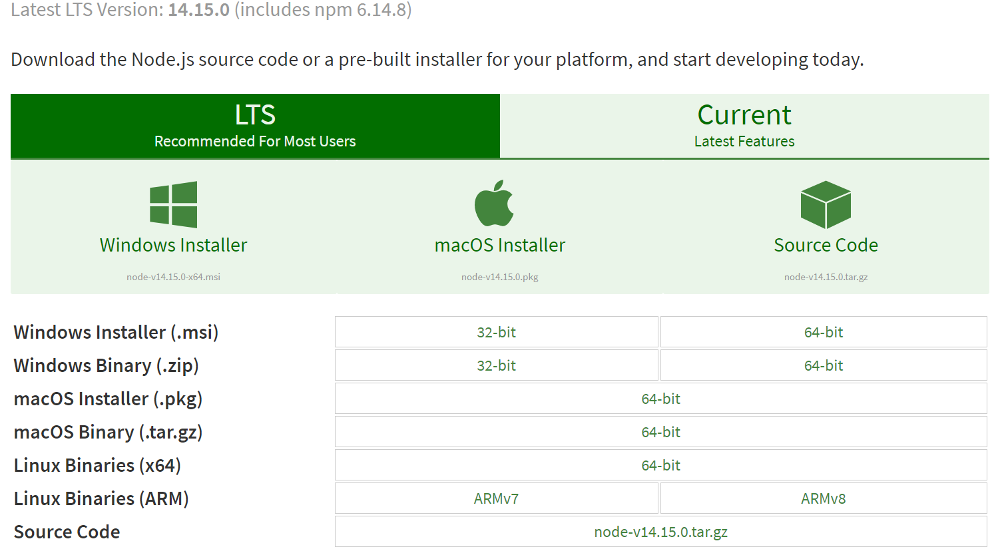 Latest LTS Version: 14.15.0 (includes npm 6.14.8)
Download the Node.js source code or a pre-built installer for your platform, and start developing today.
LTS
Recommended For Most Users
Current
Latest Features
Windows Installer
node-v14.15.0-x64.msi
macOS Installer
node-v14.15.0.pkg
Source Code
node-v14.15.0.tar.gz
Windows Installer (.msi) 32-bit 64-bit
Windows Binary (.zip) 32-bit 64-bit
macOS Installer (.pkg) 64-bit
macOS Binary (.tar.gz) 64-bit
Linux Binaries (x64) 64-bit
Linux Binaries (ARM) ARMv7 ARMv8
Source Code node-v14.15.0.tar.gz